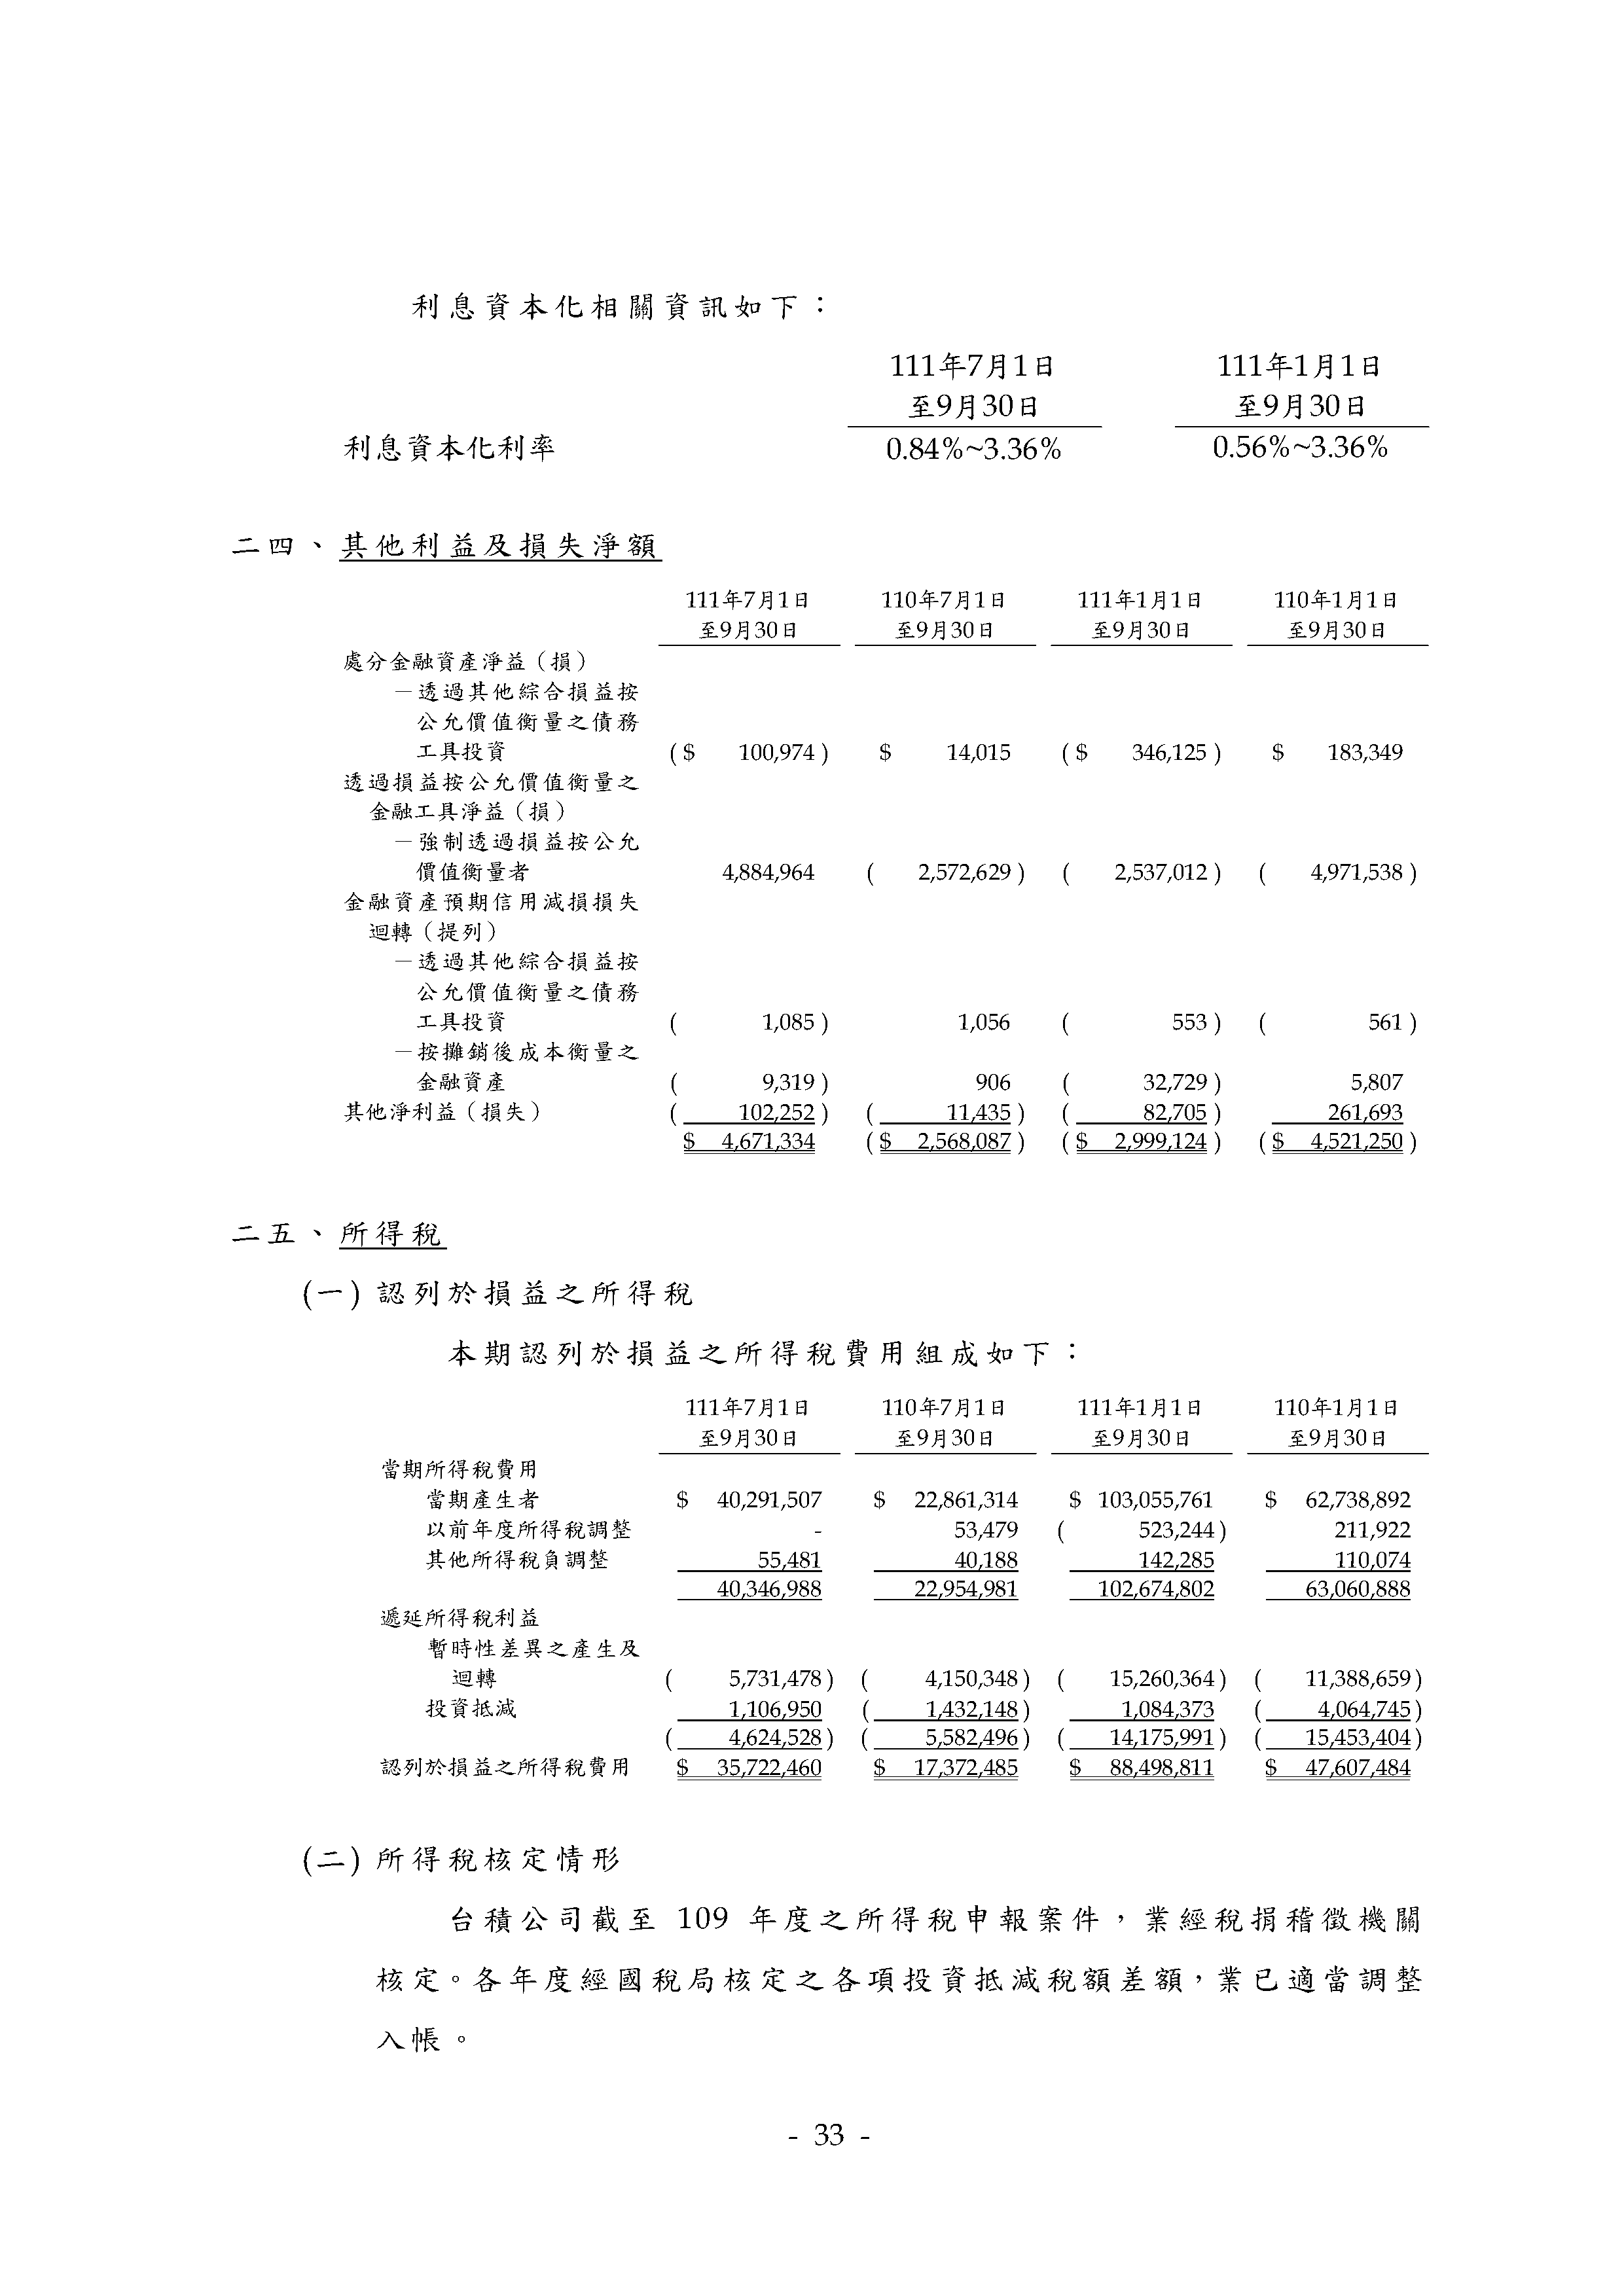 利息資本化相關資訊如下：
111年7月1日 111年1月1日
至9月30日 至9月30日
利息資本化利率 0.84%~3.36% 0.56%~3.36%
二四、其他利益及損失淨額
111年7月1日 110年7月1日 111年1月1日 110年1月1日
至9月30日 至9月30日 至9月30日 至9月30日
處分金融資產淨益（損）
－透過其他綜合損益按
公允價值衡量之債務
工具投資 ($ 100,974) $ 14,015 ($ 346,125) $ 183,349
透過損益按公允價值衡量之
金融工具淨益（損）
－強制透過損益按公允
價值衡量者 4,884,964 ( 2,572,629) ( 2,537,012) ( 4,971,538)
金融資產預期信用減損損失
迴轉（提列）
－透過其他綜合損益按
公允價值衡量之債務
工具投資 ( 1,085) 1,056 ( 553) ( 561)
－按攤銷後成本衡量之
金融資產 ( 9,319) 906 ( 32,729) 5,807
其他淨利益（損失） ( 102,252) ( 11,435) ( 82,705) 261,693
$ 4,671,334 ($ 2,568,087) ($ 2,999,124) ($ 4,521,250)
二五、所得稅
(一) 認列於損益之所得稅
本期認列於損益之所得稅費用組成如下：
111年7月1日 110年7月1日 111年1月1日 110年1月1日
至9月30日 至9月30日 至9月30日 至9月30日
當期所得稅費用
當期產生者 $ 40,291,507 $ 22,861,314 $ 103,055,761 $ 62,738,892
以前年度所得稅調整 - 53,479 ( 523,244) 211,922
其他所得稅負調整 55,481 40,188 142,285 110,074
40,346,988 22,954,981 102,674,802 63,060,888
遞延所得稅利益
暫時性差異之產生及
迴轉 ( 5,731,478) ( 4,150,348) ( 15,260,364) ( 11,388,659)
投資抵減 1,106,950 ( 1,432,148) 1,084,373 ( 4,064,745)
( 4,624,528) ( 5,582,496) ( 14,175,991) ( 15,453,404)
認列於損益之所得稅費用 $ 35,722,460 $ 17,372,485 $ 88,498,811 $ 47,607,484
(二) 所得稅核定情形
台積公司截至 109 年度之所得稅申報案件，業經稅捐稽徵機關
核定。各年度經國稅局核定之各項投資抵減稅額差額，業已適當調整
入帳。
- 33 -